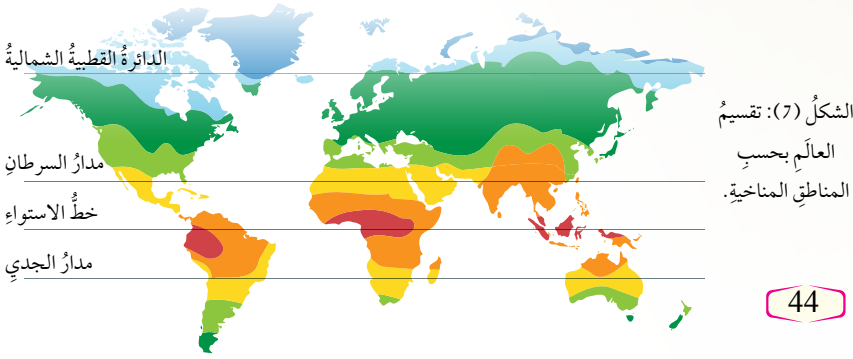 الدائرةُ القطبيةُ الشماليةُ
مدارُ السرطانِ
خطُّ الاستواءِ
مدارُ الجديِ
الشكلُ (7): تقسيمُ
العالَمِ بحسبِ
المناطقِ المناخيةِ.
44